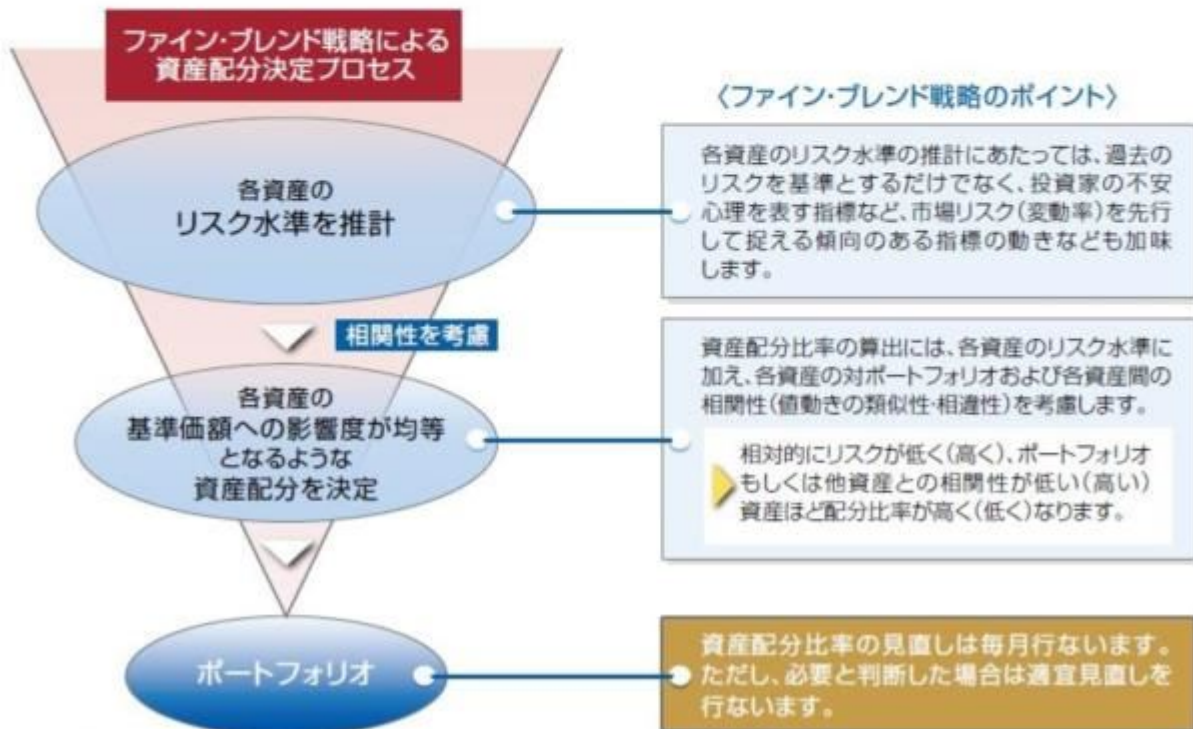 ファイン・ブレンド戦略による
資産配分決定プロセス
〈ファイン・ブレンド戦略のポイント〉
各資産の
リスク水準を推計
各資産のリスク水準の推計にあたっては、過去の
リスクを基準とするだけでなく、投資家の不安
心理を表す指標など、市場リスク(変動率)を先行
して捉える傾向のある指標の動きなども加味
します。
相関性を考慮
各資産の
基準価額への影響度が均等
となるような
資産配分を決定
資産配分比率の算出には、各資産のリスク水準に
加え、各資産の対ポートフォリオおよび各資産間の
相関性(値動きの類似性・相違性)を考慮します。
相対的にリスクが低く(高く)、ポートフォリオ
もしくは他資産との相関性が低い(高い)
資産ほど配分比率が高く(低く)なります。
ポートフォリオ
資産配分比率の見直しは毎月行ないます。
ただし、必要と判断した場合は適宜見直しを
行ないます。